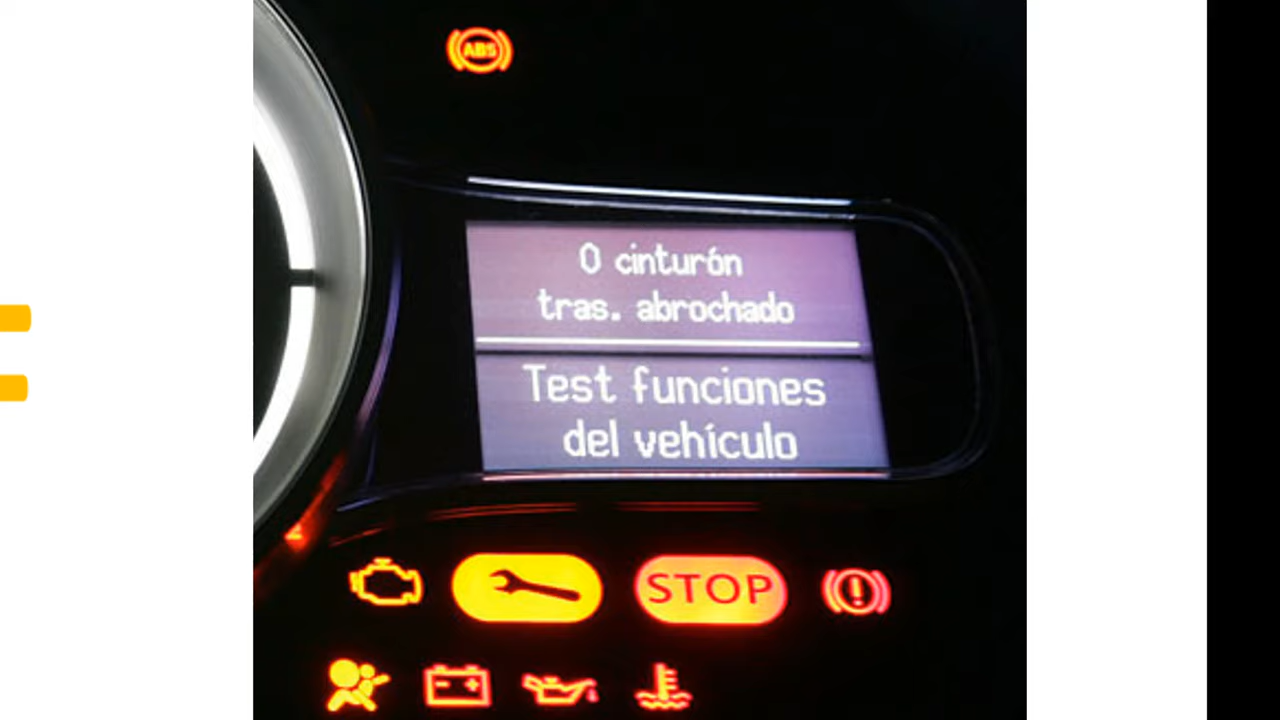 ABS
0 cinturón
tras. abrochado
Test funciones
del vehículo
STOP